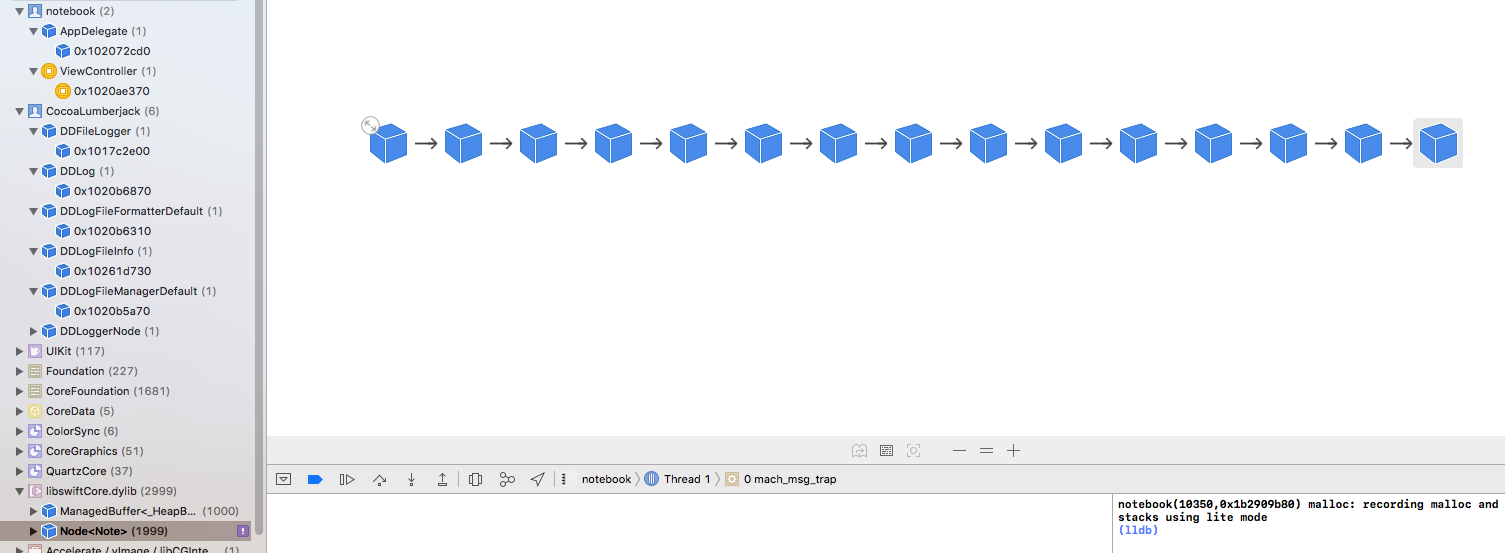 notebook (2)
AppDelegate (1)
0x102072cd0
ViewController (1)
0x1020ae370
CocoaLumberjack (6)
DDFileLogger (1)
0x1017c2e00
DDLog (1)
0x1020b6870
DDLogFileFormatterDefault (1)
0x1020b6310
DDLogFileInfo (1)
0x10261d730
DDLogFileManagerDefault (1)
0x1020b5a70
DDLoggerNode (1)
UIKit (117)
Foundation (227)
CoreFoundation (1681)
CoreData (5)
ColorSync (6)
CoreGraphics (51)
QuartzCore (37)
libswiftCore.dylib (2999)
ManagedBuffer<_HeapB... (1000)
Node<Note> (1999)
Accelerate / vImage / libCGInte... (1)
notebook Thread 1 0 mach_msg_trap
notebook(10350,0x1b2909b80) malloc: recording malloc and
stacks using lite mode
(lldb)